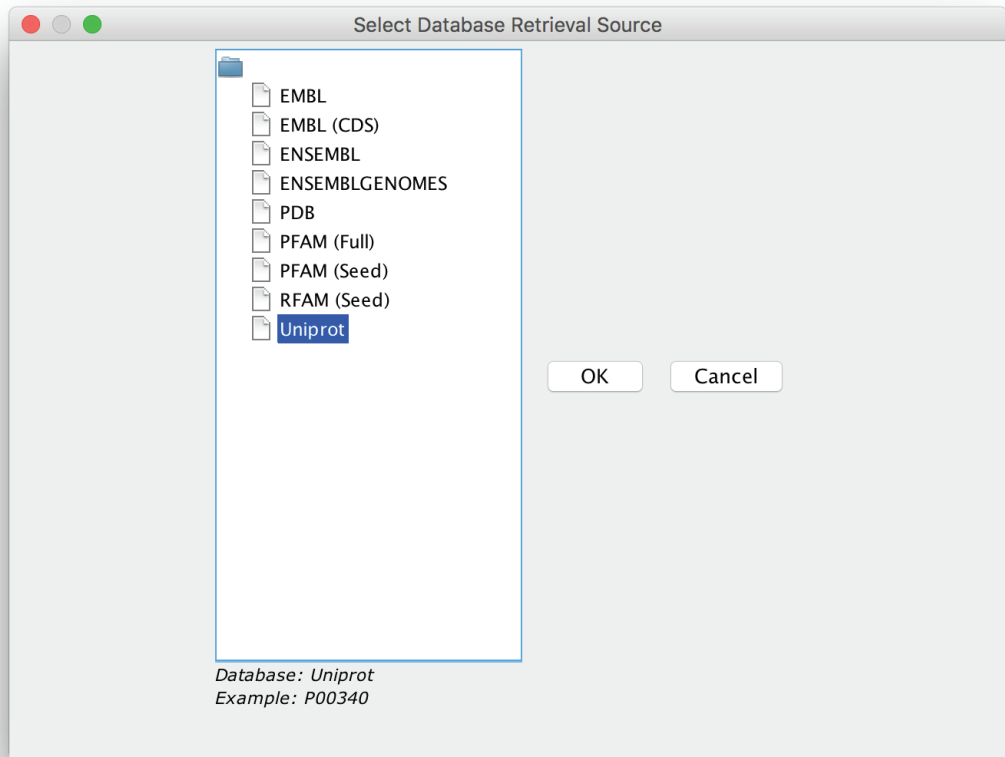 Select Database Retrieval Source
EMBL
EMBL (CDS)
ENSEMBL
ENSEMBLGENOMES
PDB
PFAM (Full)
PFAM (Seed)
RFAM (Seed)
Uniprot
OK Cancel
Database: Uniprot
Example: P00340